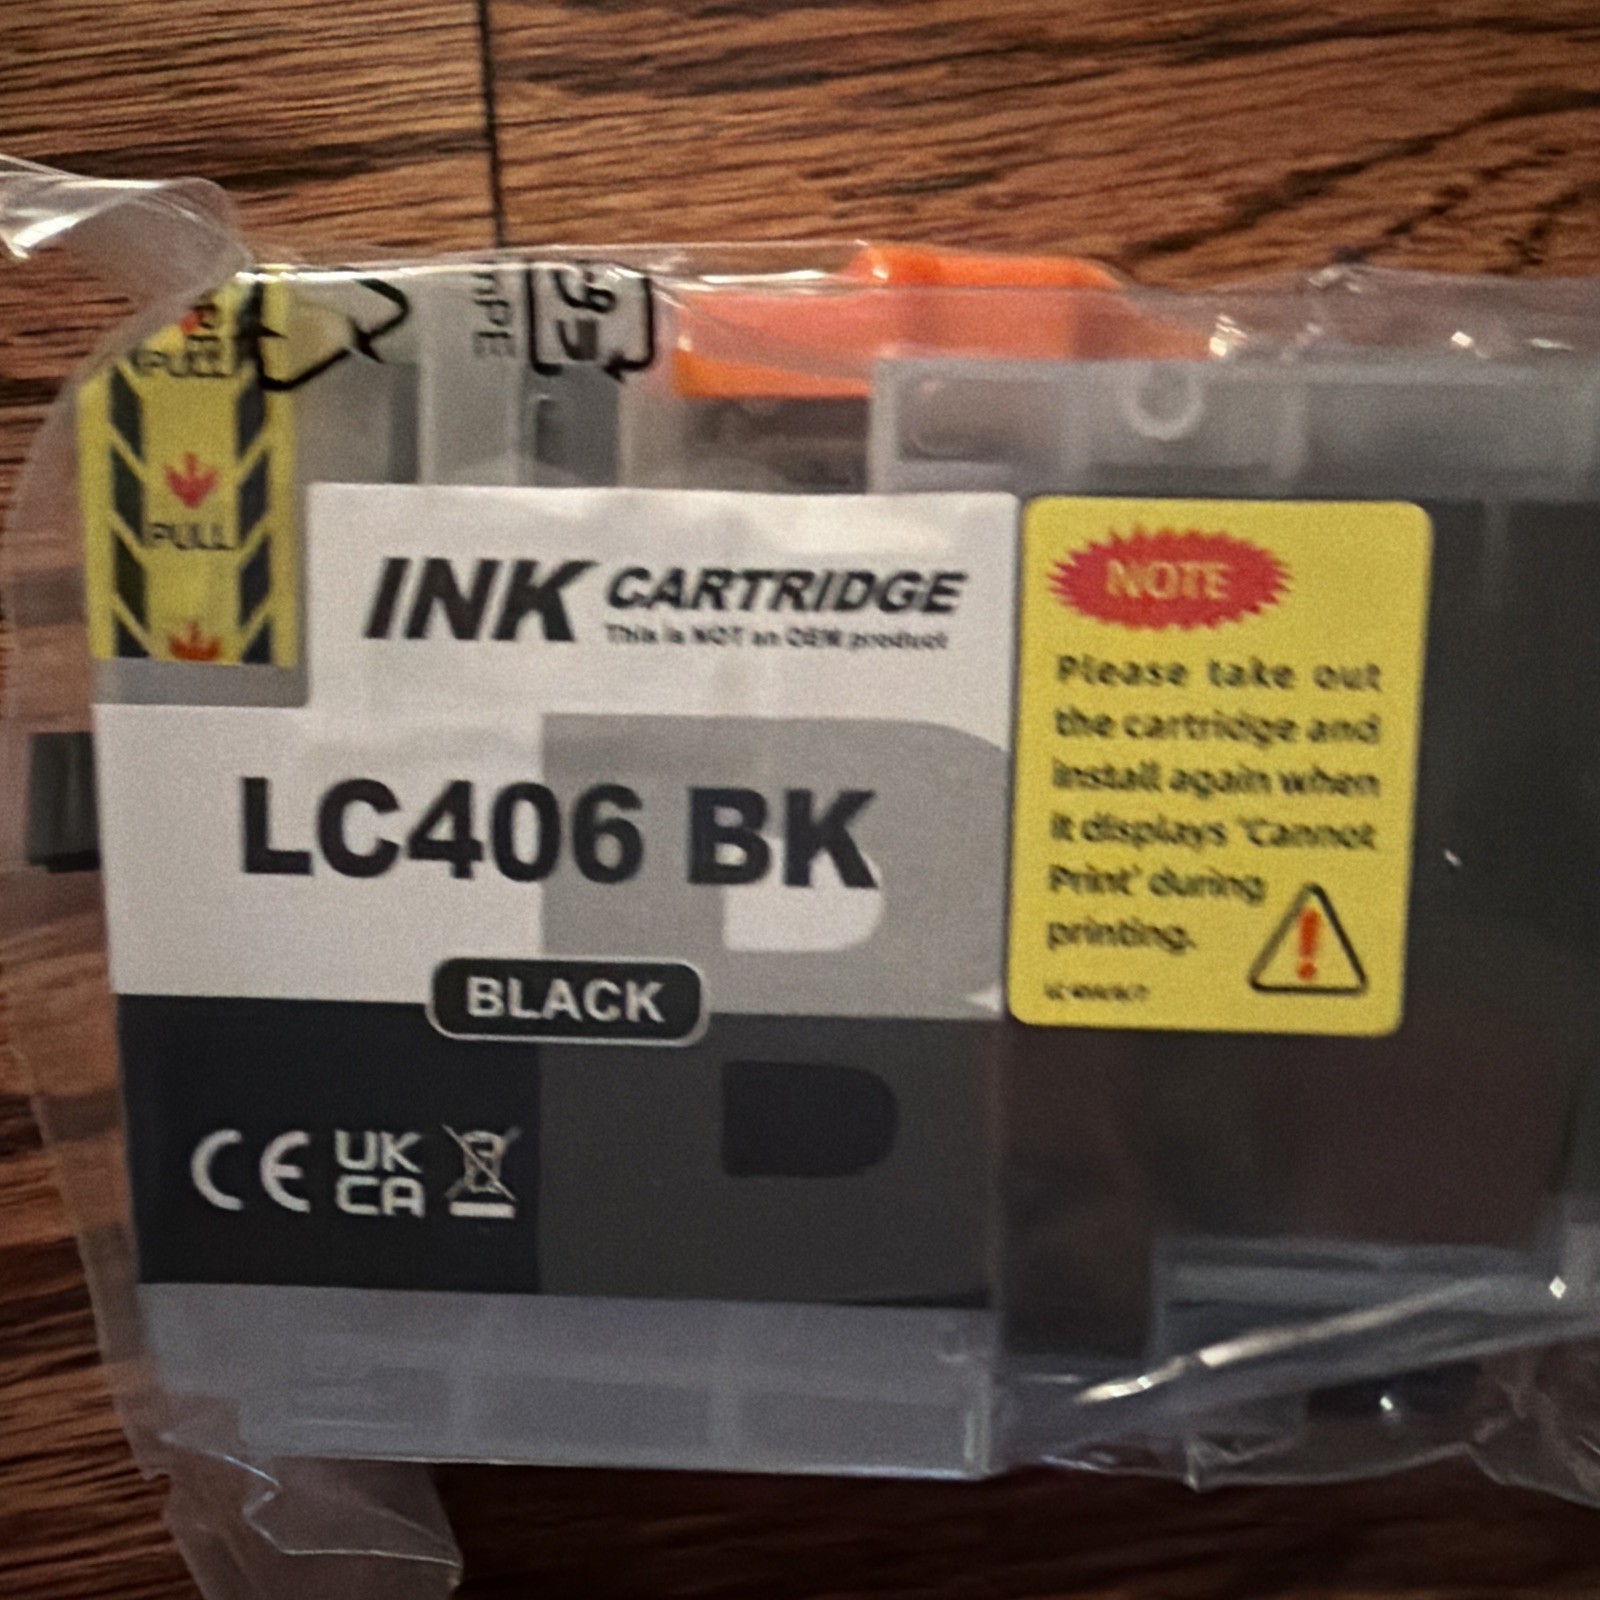 PULL
PULL
INK CARTRIDGE
This is NOT an OEM product
LC406 BK
BLACK
CE UK
CA
NOTE
Please take out
the cartridge and
install again when
it displays 'Cannot
Print' during
printing.